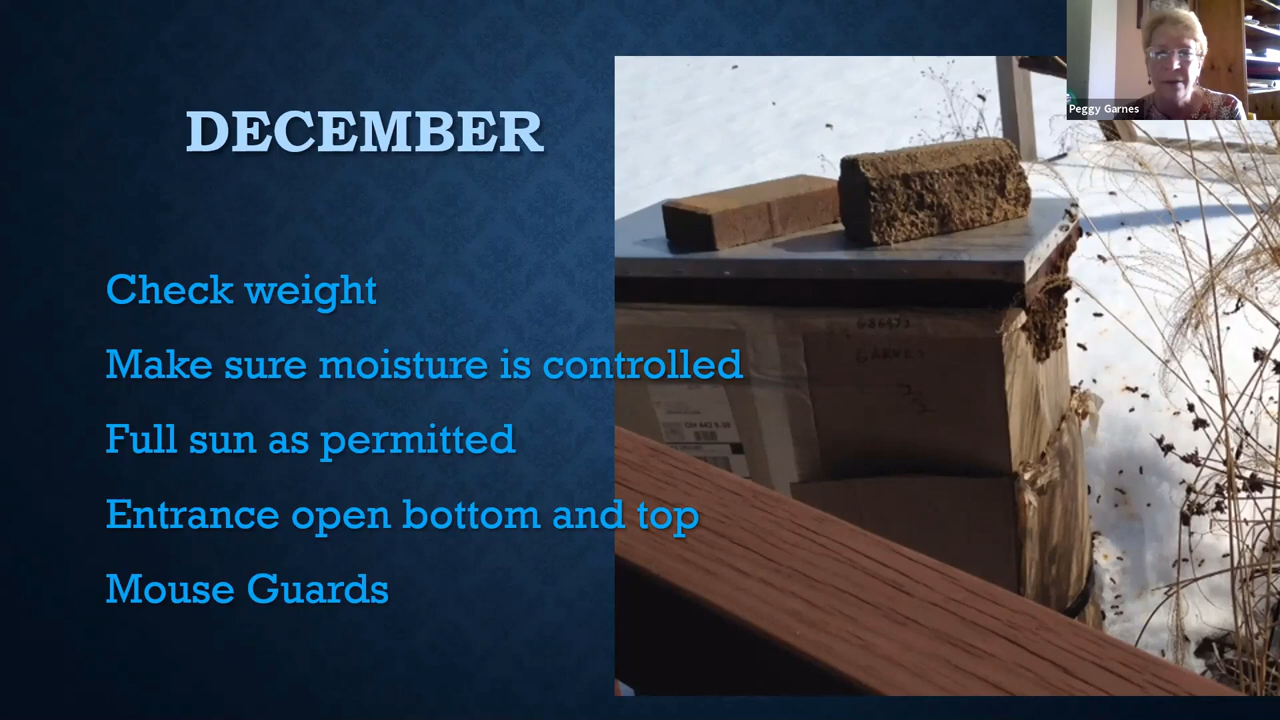 DECEMBER
Check weight
Make sure moisture is controlled
Full sun as permitted
Entrance open bottom and top
Mouse Guards
Peggy Garnes